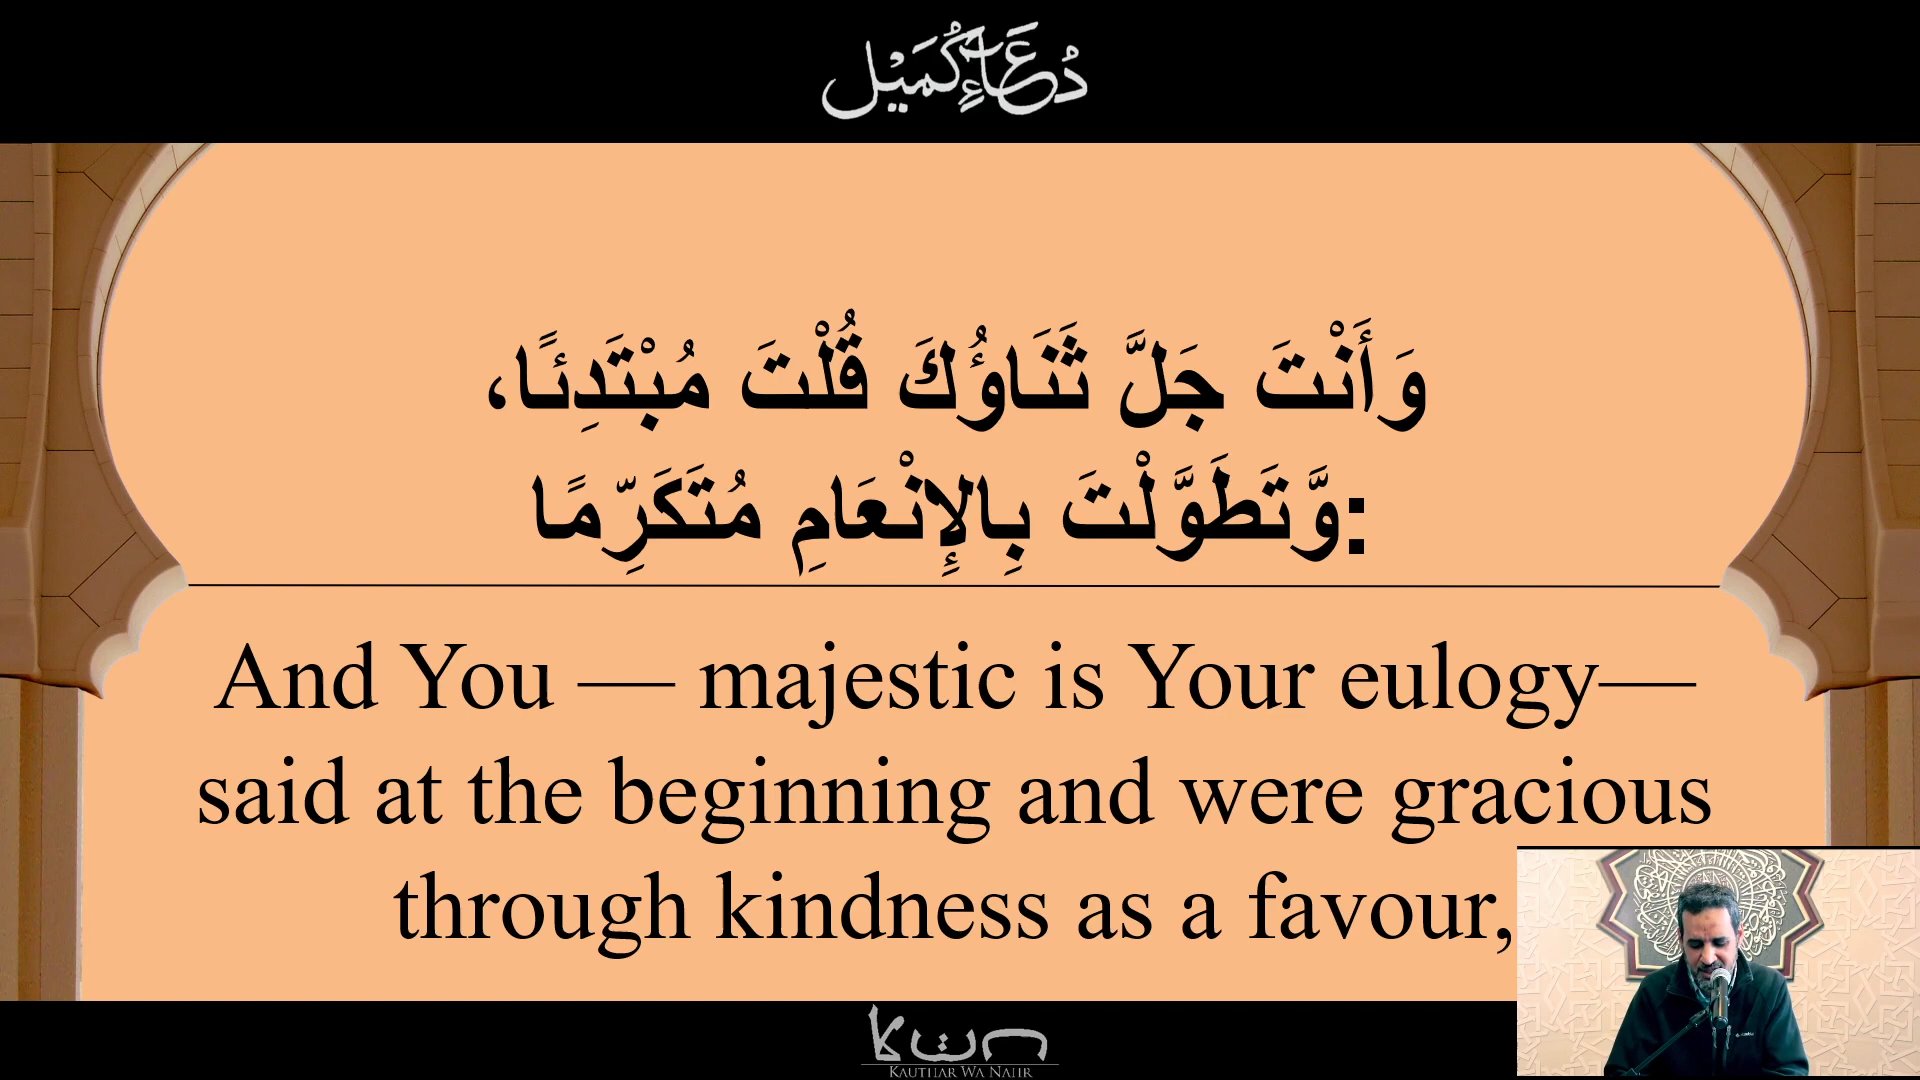 دُعَاءِ كُمَيْل
وَأَنْتَ جَلَّ ثَنَاؤُكَ قُلْتَ مُبْتَدِئًا،
وَّتَطَوَّلْتَ بِالإِنْعَامِ مُتَكَرِّمًا:
And You — majestic is Your eulogy—
said at the beginning and were gracious
through kindness as a favour,
kwn
KAUTHAR WA NAHR